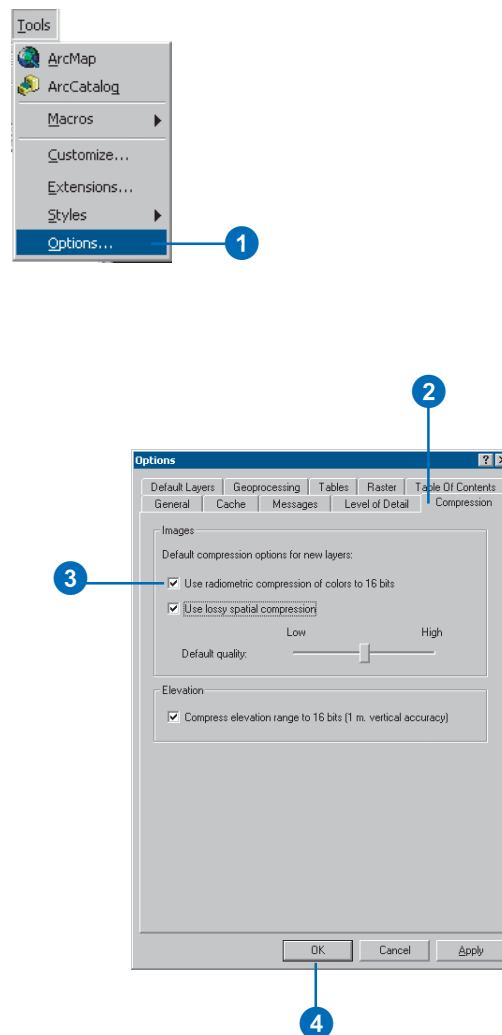 Tools
ArcMap
ArcCatalog
Macros
Customize...
Extensions...
Styles
Options...
1
2
Options
Default Layers Geoprocessing Tables Raster Table Of Contents
General Cache Messages Level of Detail Compression
Images
Default compression options for new layers:
3
Use radiometric compression of colors to 16 bits
Use lossy spatial compression
Low High
Default quality:
Elevation
Compress elevation range to 16 bits (1 m. vertical accuracy)
OK Cancel Apply
4